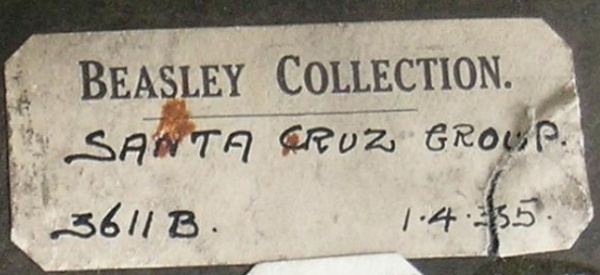 BEASLEY COLLECTION.
SANTA CRUZ GROUP.
3611 B. 1.4.35.